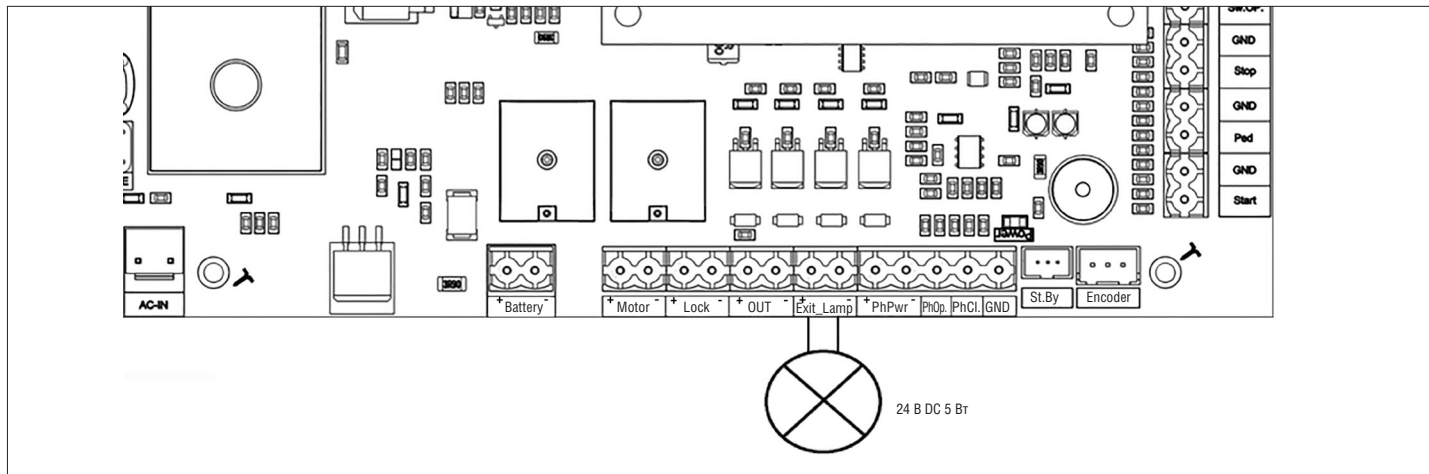 Sw.OP.
GND
Stop
GND
Ped
GND
Start
Power
AC-IN
+ Battery -
+ Motor -
+ Lock -
+ OUT -
+ Exit_Lamp -
+ PhPwr -
PhOp.
PhCl.
GND
St.By
Encoder
24 В DC 5 Вт